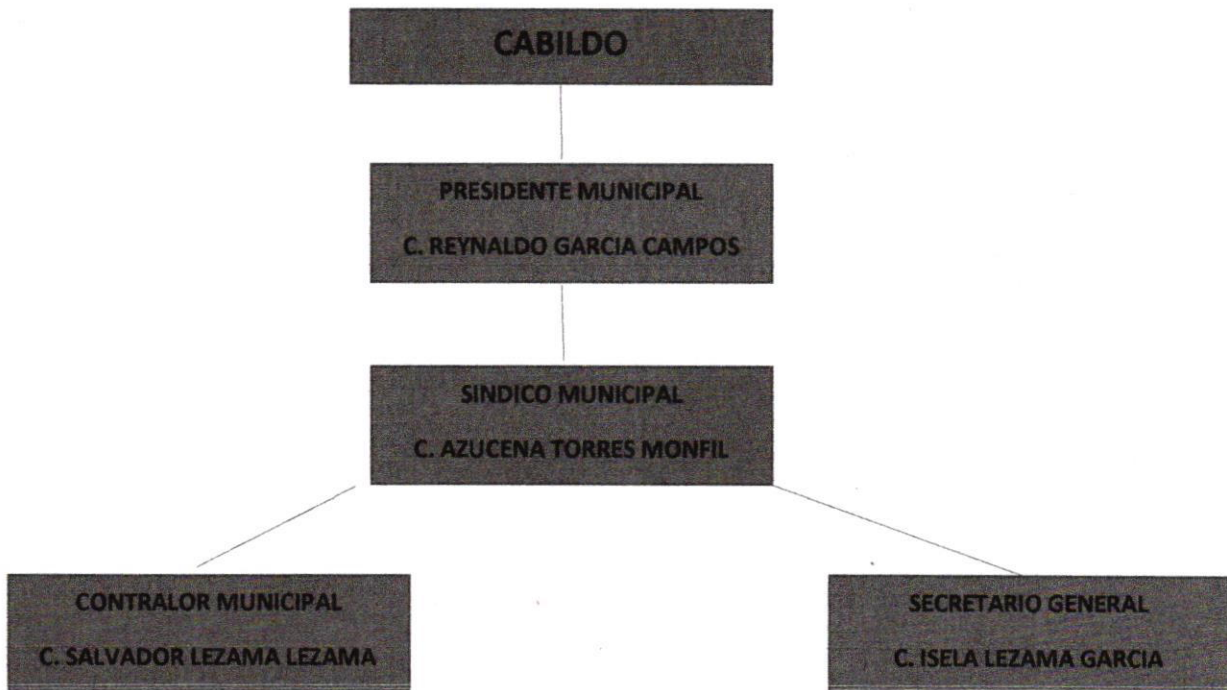 CABILDO
PRESIDENTE MUNICIPAL
C. REYNALDO GARCIA CAMPOS
SINDICO MUNICIPAL
C. AZUCENA TORRES MONFIL
CONTRALOR MUNICIPAL
C. SALVADOR LEZAMA LEZAMA
SECRETARIO GENERAL
C. ISELA LEZAMA GARCIA